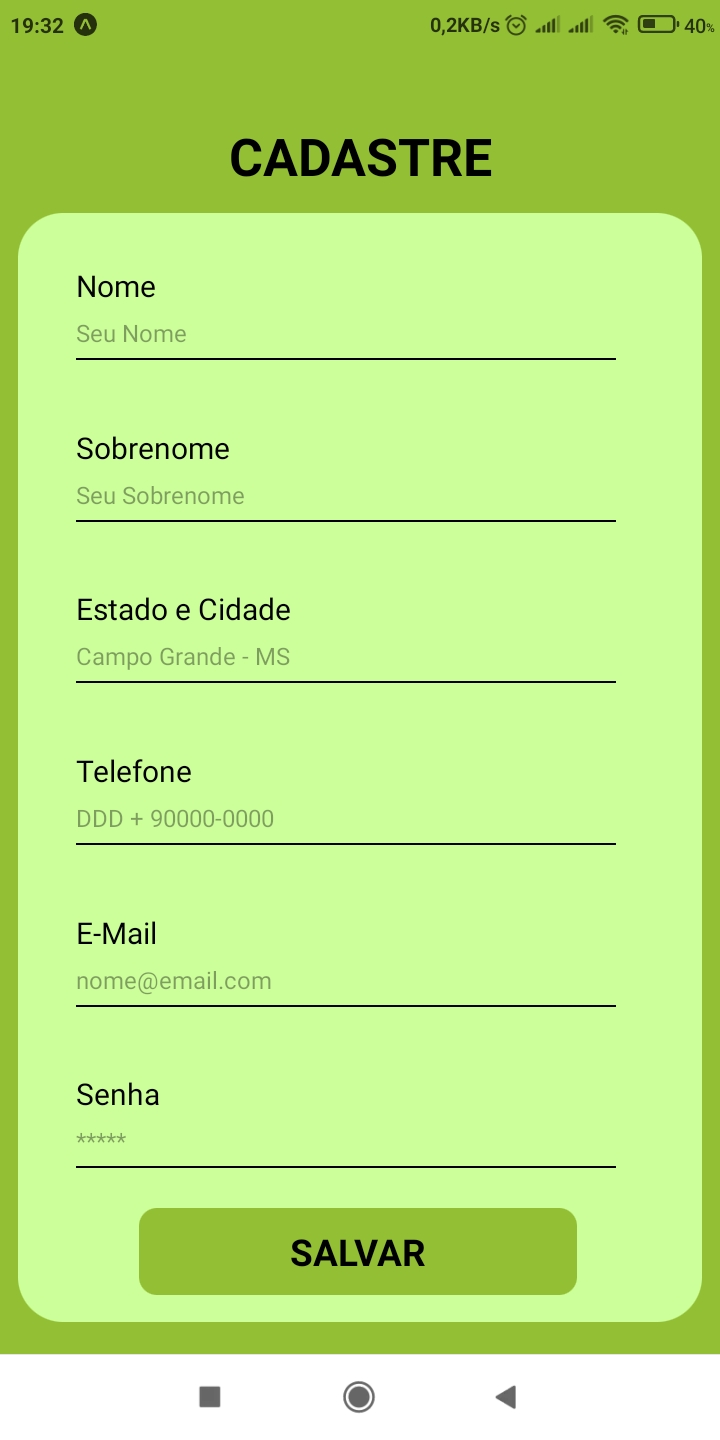 19:32 0,2KB/s 40%
CADASTRE
Nome
Seu Nome
Sobrenome
Seu Sobrenome
Estado e Cidade
Campo Grande - MS
Telefone
DDD + 90000-0000
E-Mail
nome@email.com
Senha
*****
SALVAR